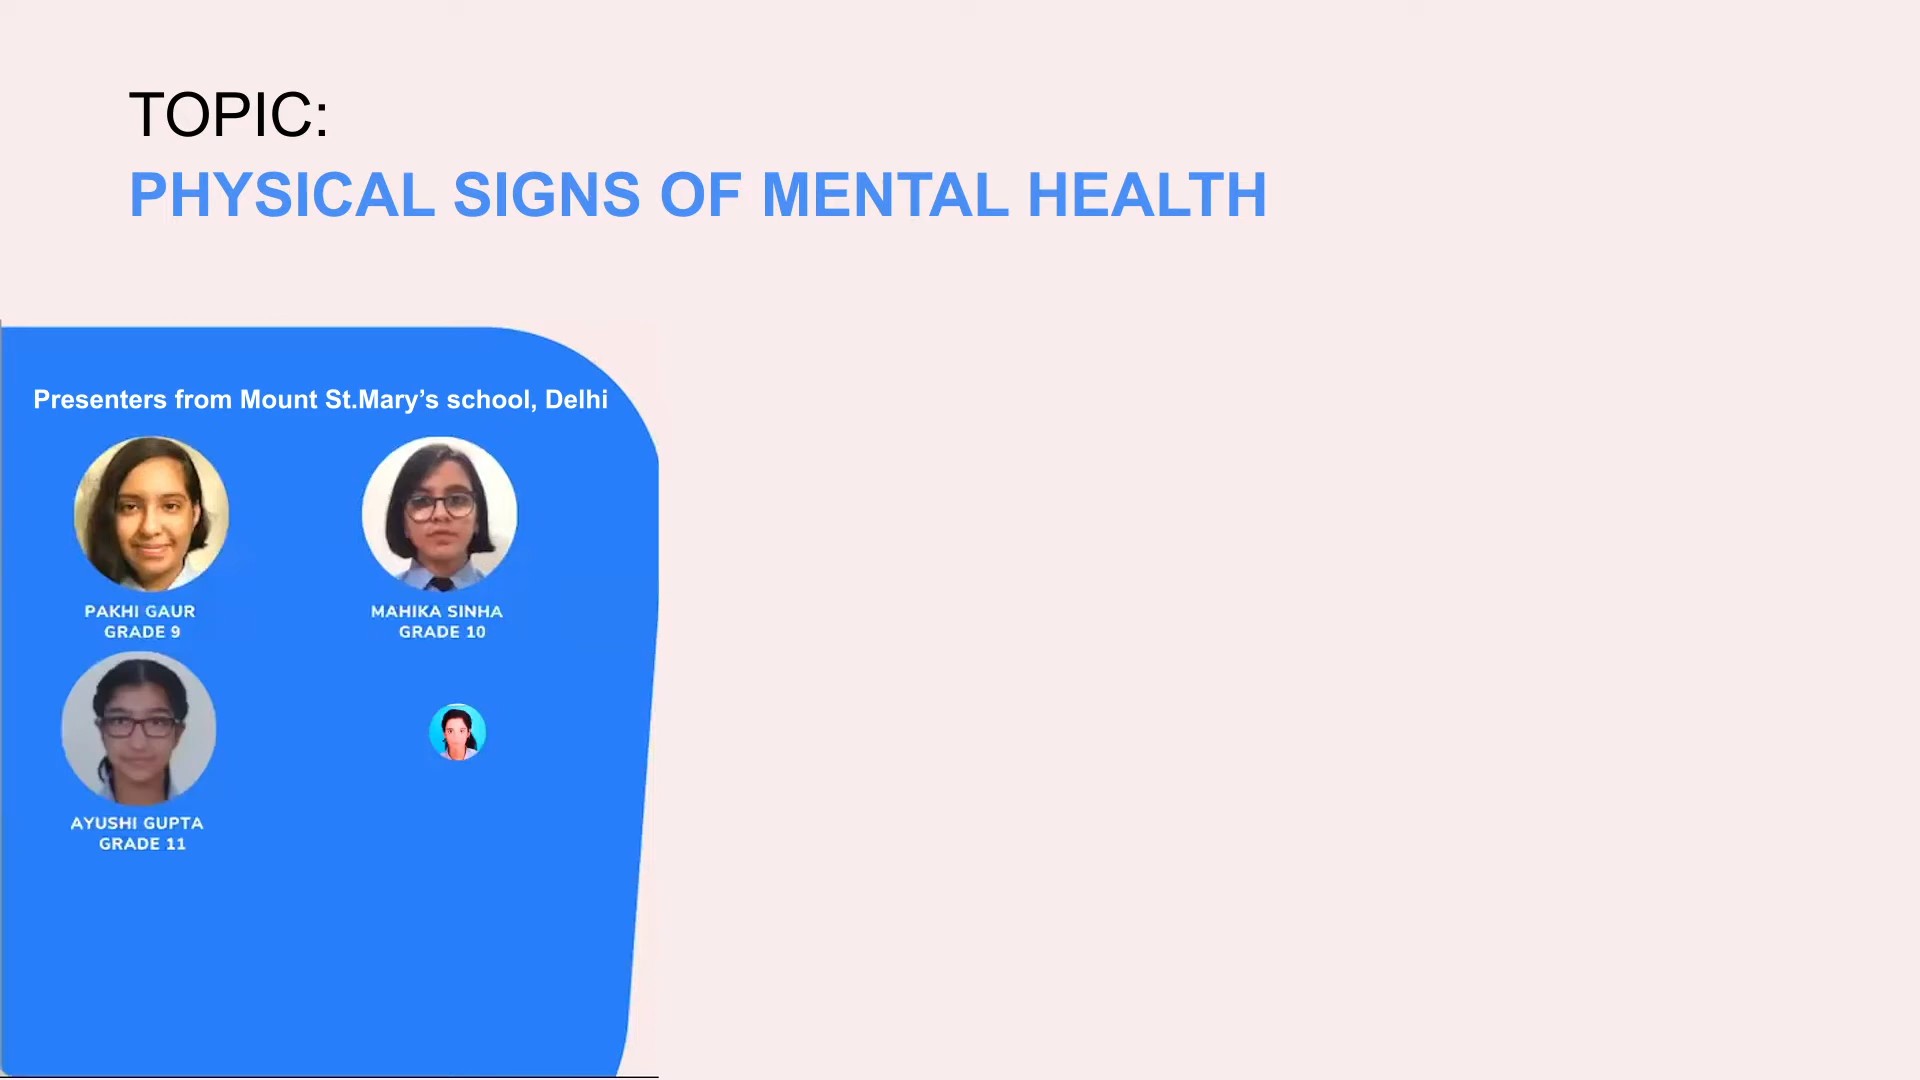 TOPIC:
PHYSICAL SIGNS OF MENTAL HEALTH
Presenters from Mount St.Mary’s school, Delhi
PAKHI GAUR
GRADE 9
MAHIKA SINHA
GRADE 10
AYUSHI GUPTA
GRADE 11